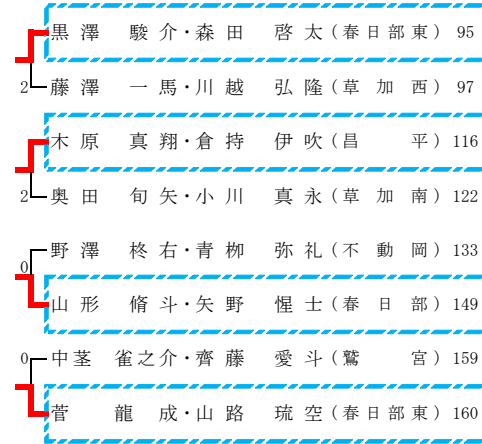 黒澤 駿介・森田 啓太(春日部東) 95
2 藤澤 一馬・川越 弘隆(草加西) 97
木原 真翔・倉持 伊吹(昌平) 116
2 奥田 旬矢・小川 真永(草加南) 122
0 野澤 柊右・青栁 弥礼(不動岡) 133
山形 脩斗・矢野 惺士(春日部) 149
0 中茎 雀之介・齊藤 愛斗(鷲宮) 159
菅 龍成・山路 琉空(春日部東) 160